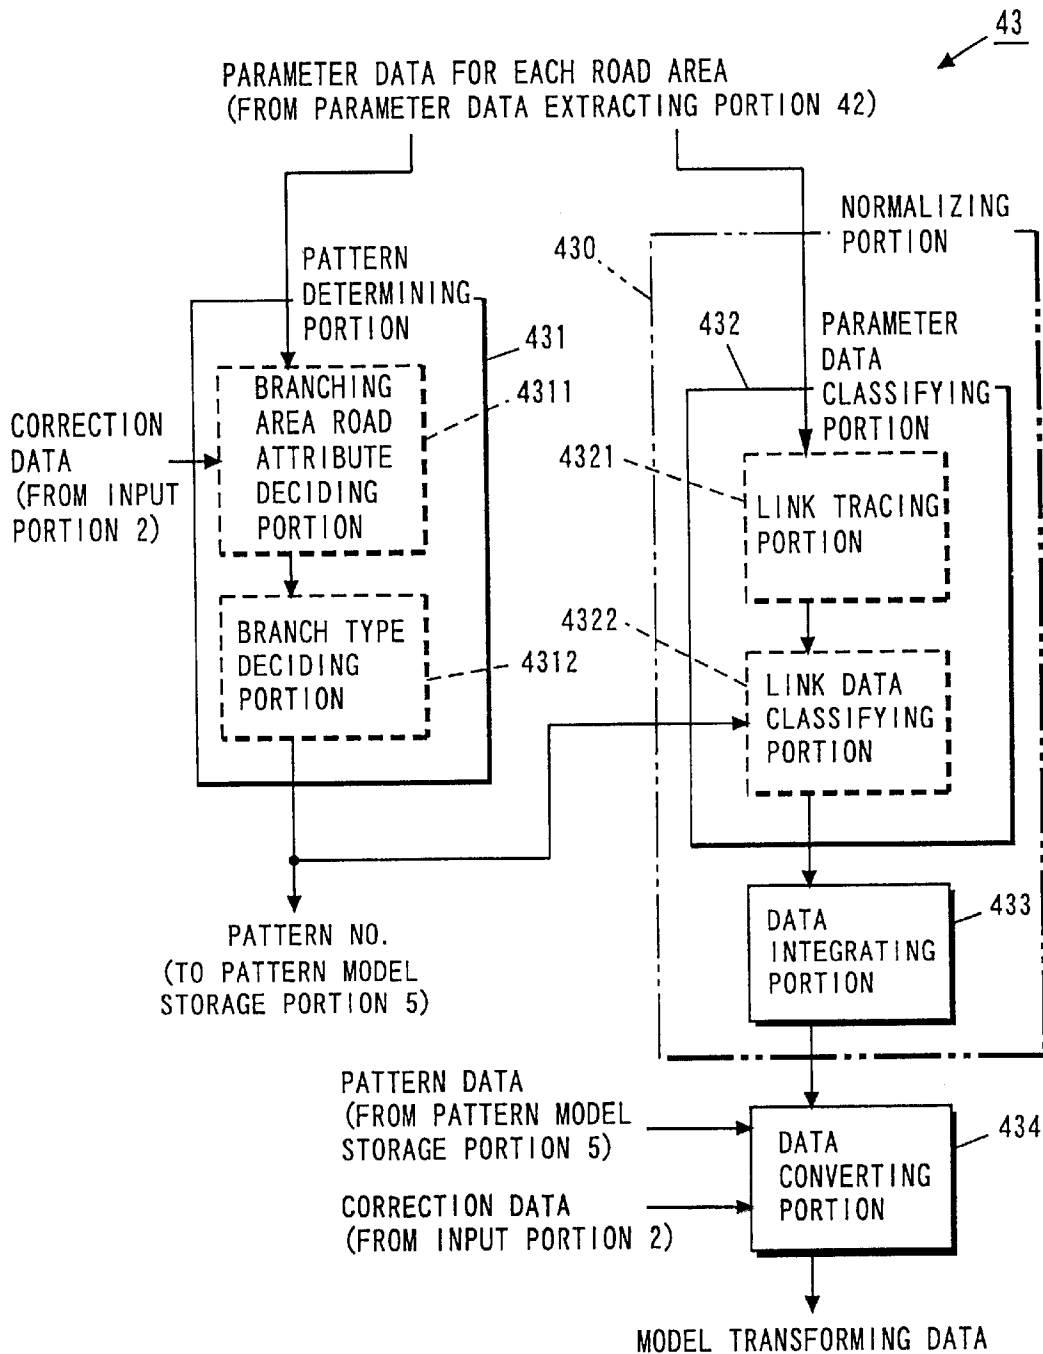 43
PARAMETER DATA FOR EACH ROAD AREA
(FROM PARAMETER DATA EXTRACTING PORTION 42)
NORMALIZING
PORTION
430
PATTERN
DETERMINING
PORTION
431
432
PARAMETER
DATA
CLASSIFYING
PORTION
BRANCHING
AREA ROAD
ATTRIBUTE
DECIDING
PORTION
4311
CORRECTION
DATA
(FROM INPUT
PORTION 2)
4321
LINK TRACING
PORTION
BRANCH TYPE
DECIDING
PORTION
4312
4322
LINK DATA
CLASSIFYING
PORTION
PATTERN NO.
(TO PATTERN MODEL
STORAGE PORTION 5)
DATA
INTEGRATING
PORTION
433
PATTERN DATA
(FROM PATTERN MODEL
STORAGE PORTION 5)
CORRECTION DATA
(FROM INPUT PORTION 2)
DATA
CONVERTING
PORTION
434
MODEL TRANSFORMING DATA